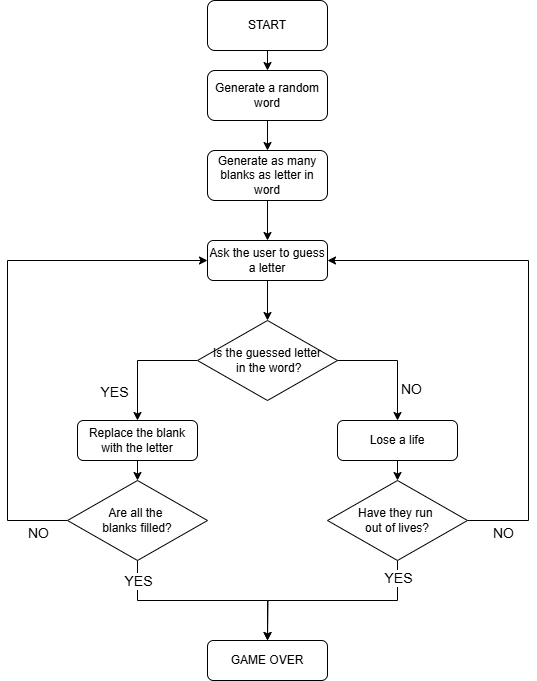 START
Generate a random
word
Generate as many
blanks as letter in
word
Ask the user to guess
a letter
Is the guessed letter
in the word?
YES
NO
Replace the blank
with the letter
Lose a life
Are all the
blanks filled?
Have they run
out of lives?
NO
NO
YES
YES
GAME OVER